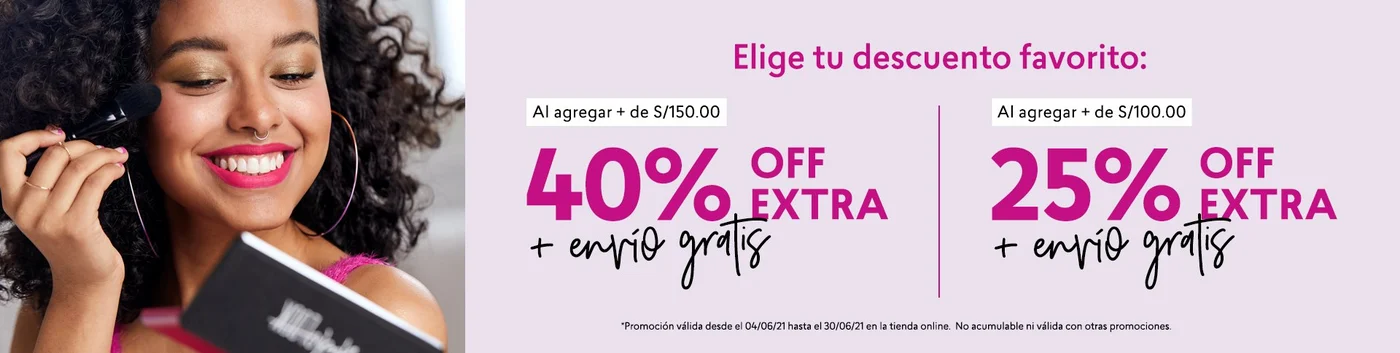 Elige tu descuento favorito:
Al agregar + de S/150.00
40% OFF
EXTRA
+ envío gratis
Al agregar + de S/100.00
25% OFF
EXTRA
+ envío gratis
*Promoción válida desde el 04/06/21 hasta el 30/06/21 en la tienda online. No acumulable ni válida con otras promociones.